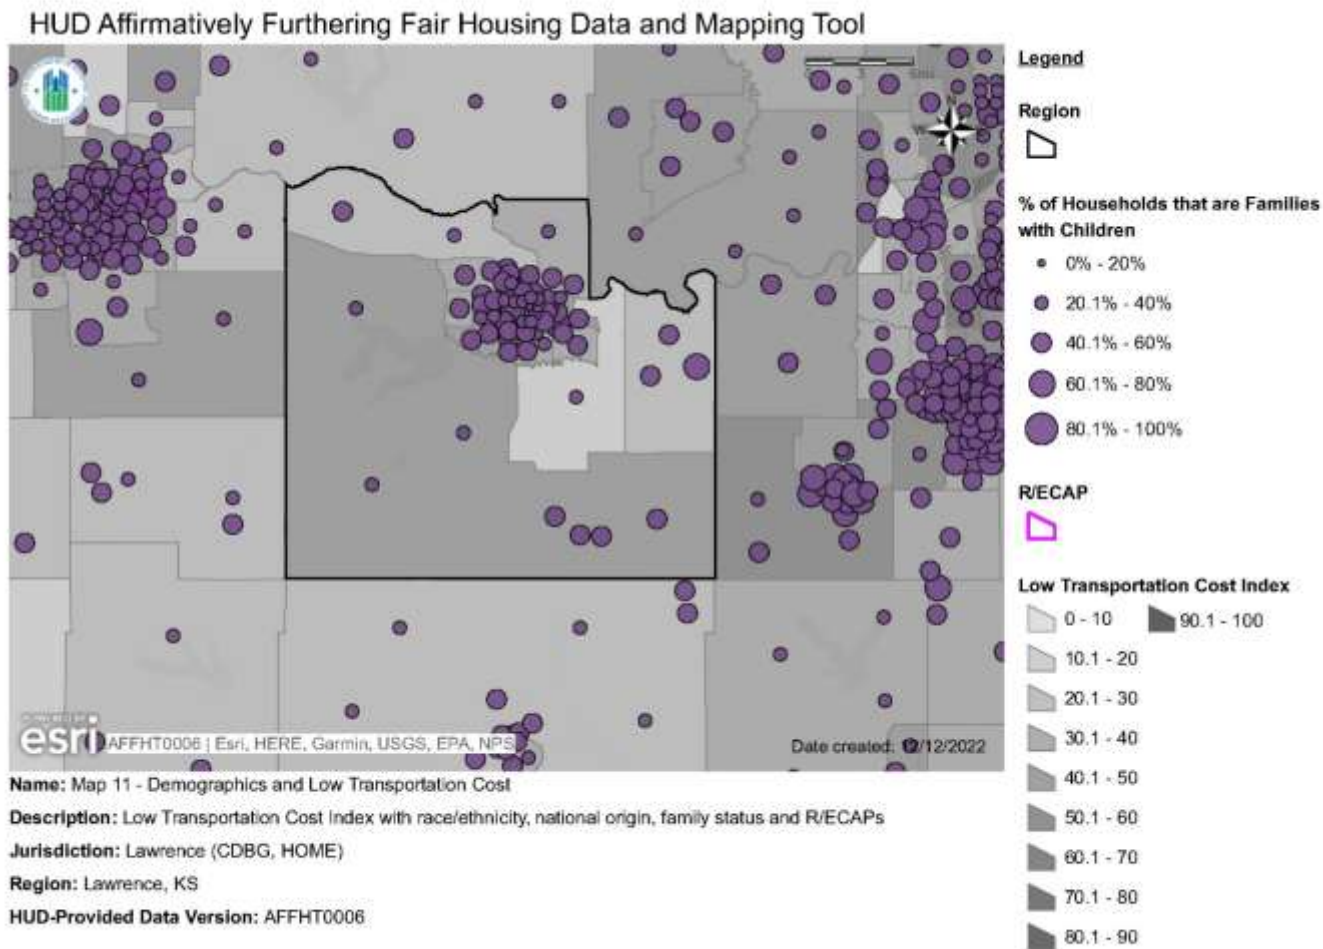 HUD Affirmatively Furthering Fair Housing Data and Mapping Tool
Legend
Region
% of Households that are Families
with Children
0% - 20%
20.1% - 40%
40.1% - 60%
60.1% - 80%
80.1% - 100%
R/ECAP
Low Transportation Cost Index
0 - 10
90.1 - 100
10.1 - 20
20.1 - 30
30.1 - 40
40.1 - 50
50.1 - 60
60.1 - 70
70.1 - 80
80.1 - 90
N
POWERED BY
esri
AFFHT0006 | Esri, HERE, Garmin, USGS, EPA, NPS
Date created: 12/12/2022
Name: Map 11 - Demographics and Low Transportation Cost
Description: Low Transportation Cost Index with race/ethnicity, national origin, family status and R/ECAPs
Jurisdiction: Lawrence (CDBG, HOME)
Region: Lawrence, KS
HUD-Provided Data Version: AFFHT0006